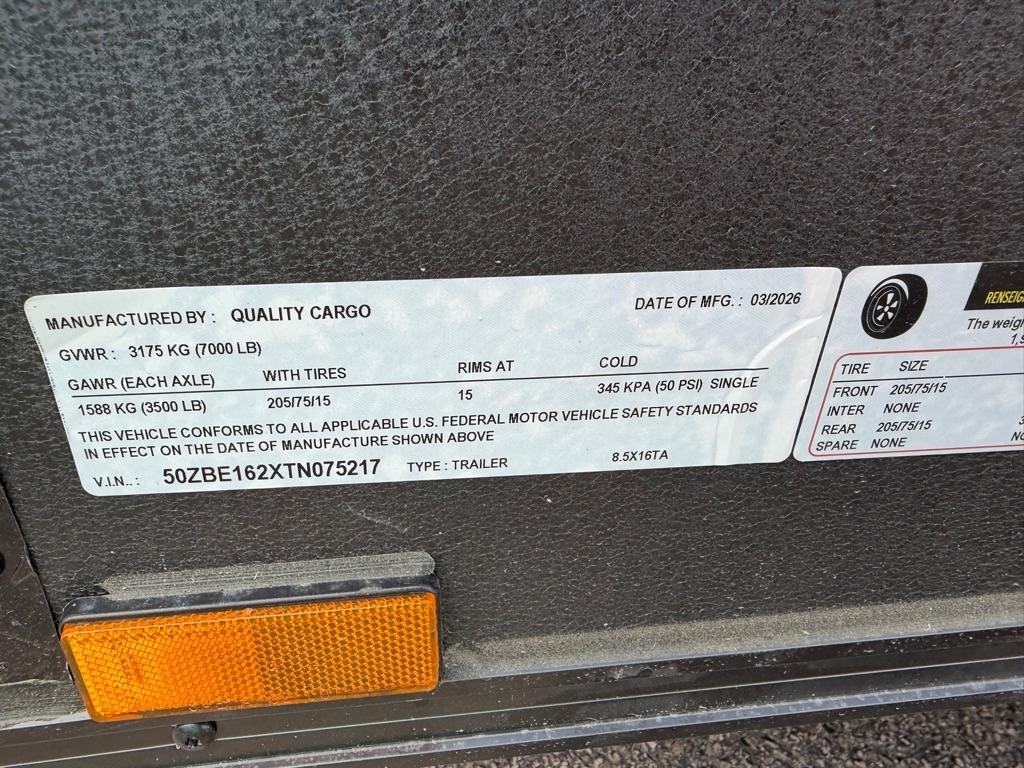 MANUFACTURED BY : QUALITY CARGO DATE OF MFG. : 03/2026
GVWR : 3175 KG (7000 LB)
GAWR (EACH AXLE) WITH TIRES RIMS AT COLD
1588 KG (3500 LB) 205/75/15 15 345 KPA (50 PSI) SINGLE
THIS VEHICLE CONFORMS TO ALL APPLICABLE U.S. FEDERAL MOTOR VEHICLE SAFETY STANDARDS
IN EFFECT ON THE DATE OF MANUFACTURE SHOWN ABOVE
V.I.N.. : 50ZBE162XTN075217 TYPE : TRAILER 8.5X16TA
The
TIRE SIZE
FRONT 205/75/15
INTER NONE
REAR 205/75/15
SPARE NONE